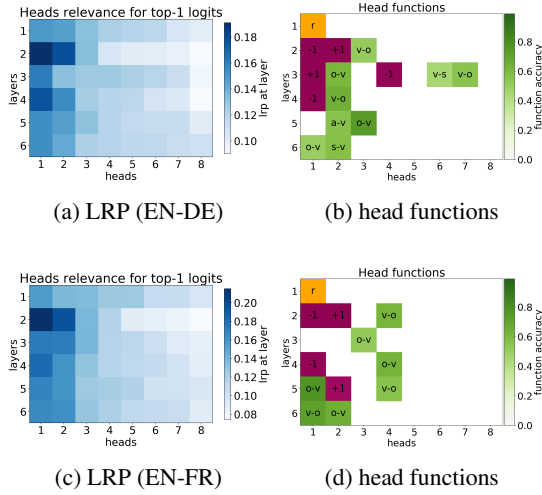 Heads relevance for top-1 logits
1
2
3
4
5
6
layers
1 2 3 4 5 6 7 8
heads
0.18
0.16
0.14
0.12
0.10
lrp at layer
(a) LRP (EN-DE)
Head functions
1 r
2 -1 +1 v-o
3 +1 o-v -1 v-s v-o
4 -1 v-o
5 a-v o-v
6 o-v s-v
layers
1 2 3 4 5 6 7 8
heads
0.8
0.6
0.4
0.2
0.0
function accuracy
(b) head functions
Heads relevance for top-1 logits
1
2
3
4
5
6
layers
1 2 3 4 5 6 7 8
heads
0.20
0.18
0.16
0.14
0.12
0.10
0.08
lrp at layer
(c) LRP (EN-FR)
Head functions
1 r
2 -1 +1 v-o
3 o-v
4 -1 v-o
5 o-v +1 v-o
6 v-o o-v
layers
1 2 3 4 5 6 7 8
heads
0.8
0.6
0.4
0.2
0.0
function accuracy
(d) head functions